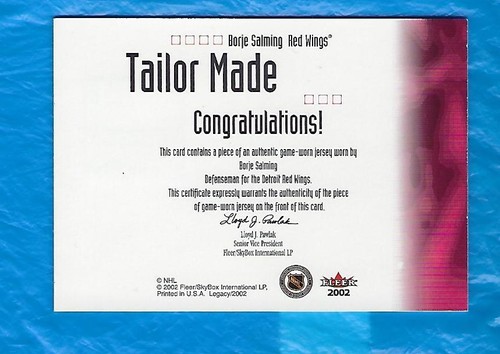 Borje Salming Red Wings®
Tailor Made
Congratulations!
This card contains a piece of an authentic game-worn jersey worn by
Borje Salming
Defenseman for the Detroit Red Wings.
This certificate expressly warrants the authenticity of the piece
of game-worn jersey on the front of this card.
Lloyd J. Pawlak
Lloyd J. Pawlak
Senior Vice President
Fleer/SkyBox International LP
© NHL
© 2002 Fleer/SkyBox International LP,
Printed in U.S.A. Legacy/2002
FLEER
2002